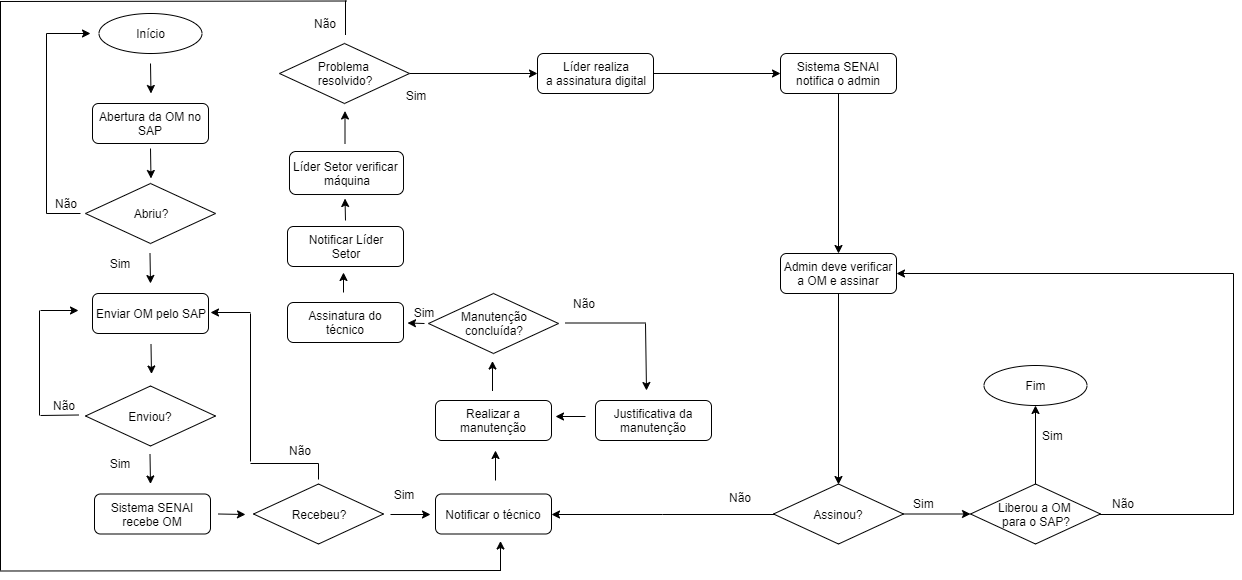 Início
Abertura da OM no
SAP
Abriu?
Não
Sim
Enviar OM pelo SAP
Enviou?
Não
Sim
Sistema SENAI
recebe OM
Recebeu?
Não
Sim
Notificar o técnico
Realizar a
manutenção
Manutenção
concluída?
Não
Justificativa da
manutenção
Sim
Assinatura do
técnico
Notificar Líder
Setor
Líder Setor verificar
máquina
Problema
resolvido?
Não
Sim
Líder realiza
a assinatura digital
Sistema SENAI
notifica o admin
Admin deve verificar
a OM e assinar
Assinou?
Não
Sim
Liberou a OM
para o SAP?
Não
Sim
Fim